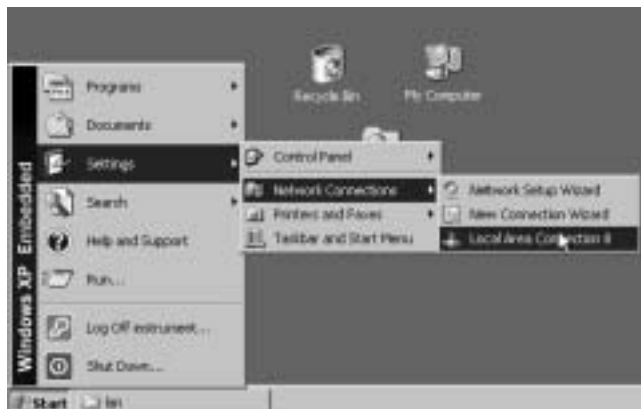 Recycle Bin
My Computer
Windows XP Embedded
Programs
Documents
Settings
Search
Help and Support
Run...
Log Off instrument...
Shut Down...
Control Panel
Network Connections
Printers and Faxes
Taskbar and Start Menu
Network Setup Wizard
New Connection Wizard
Local Area Connection
Start
bin